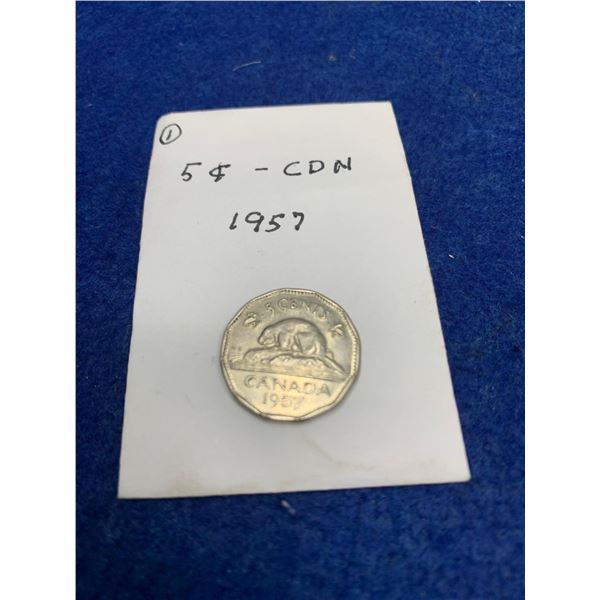 1
5¢ - CDN
1957
5 CENTS
CANADA
1957